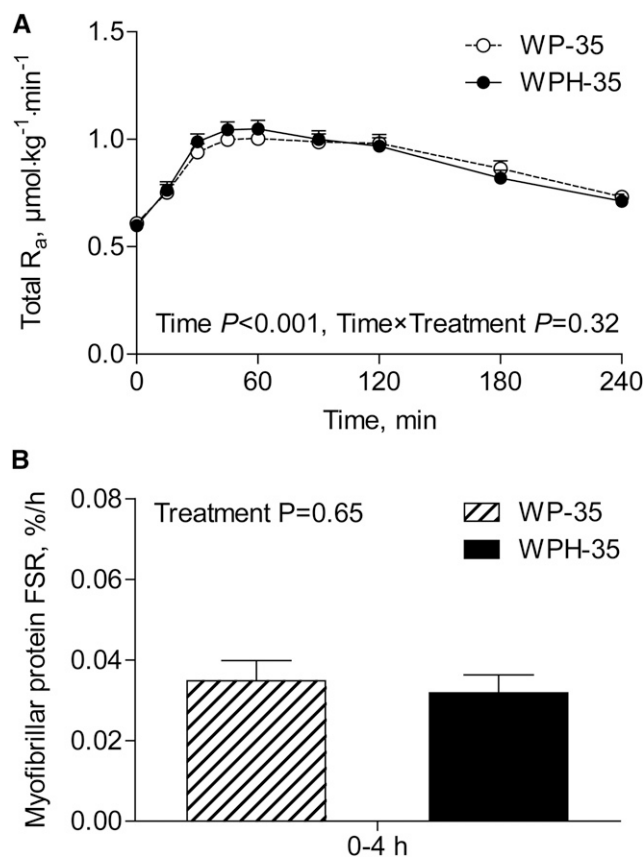 A
Total Rₐ, µmol·kg⁻¹·min⁻¹
1.5
1.0
0.5
0.0
WP-35
WPH-35
Time P<0.001, Time×Treatment P=0.32
0 60 120 180 240
Time, min
B
Myofibrillar protein FSR, %/h
0.08
0.06
0.04
0.02
0.00
Treatment P=0.65
WP-35
WPH-35
0-4 h